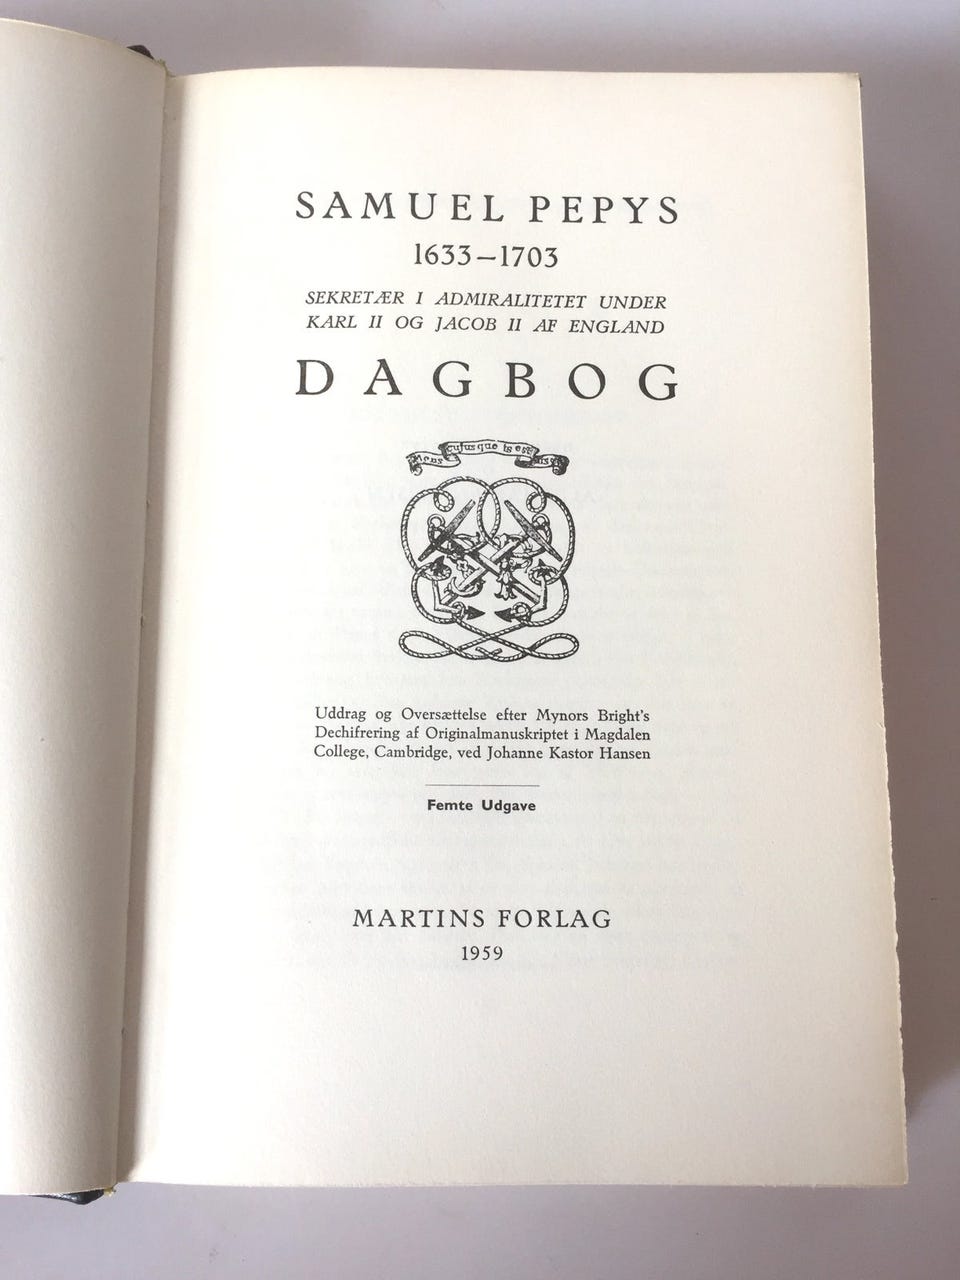 SAMUEL PEPYS
1633–1703
SEKRETÆR I ADMIRALITETET UNDER
KARL II OG JACOB II AF ENGLAND
DAGBOG
Mens cujusque is est quisque
Uddrag og Oversættelse efter Mynors Bright's
Dechifrering af Originalmanuskriptet i Magdalen
College, Cambridge, ved Johanne Kastor Hansen
Femte Udgave
MARTINS FORLAG
1959